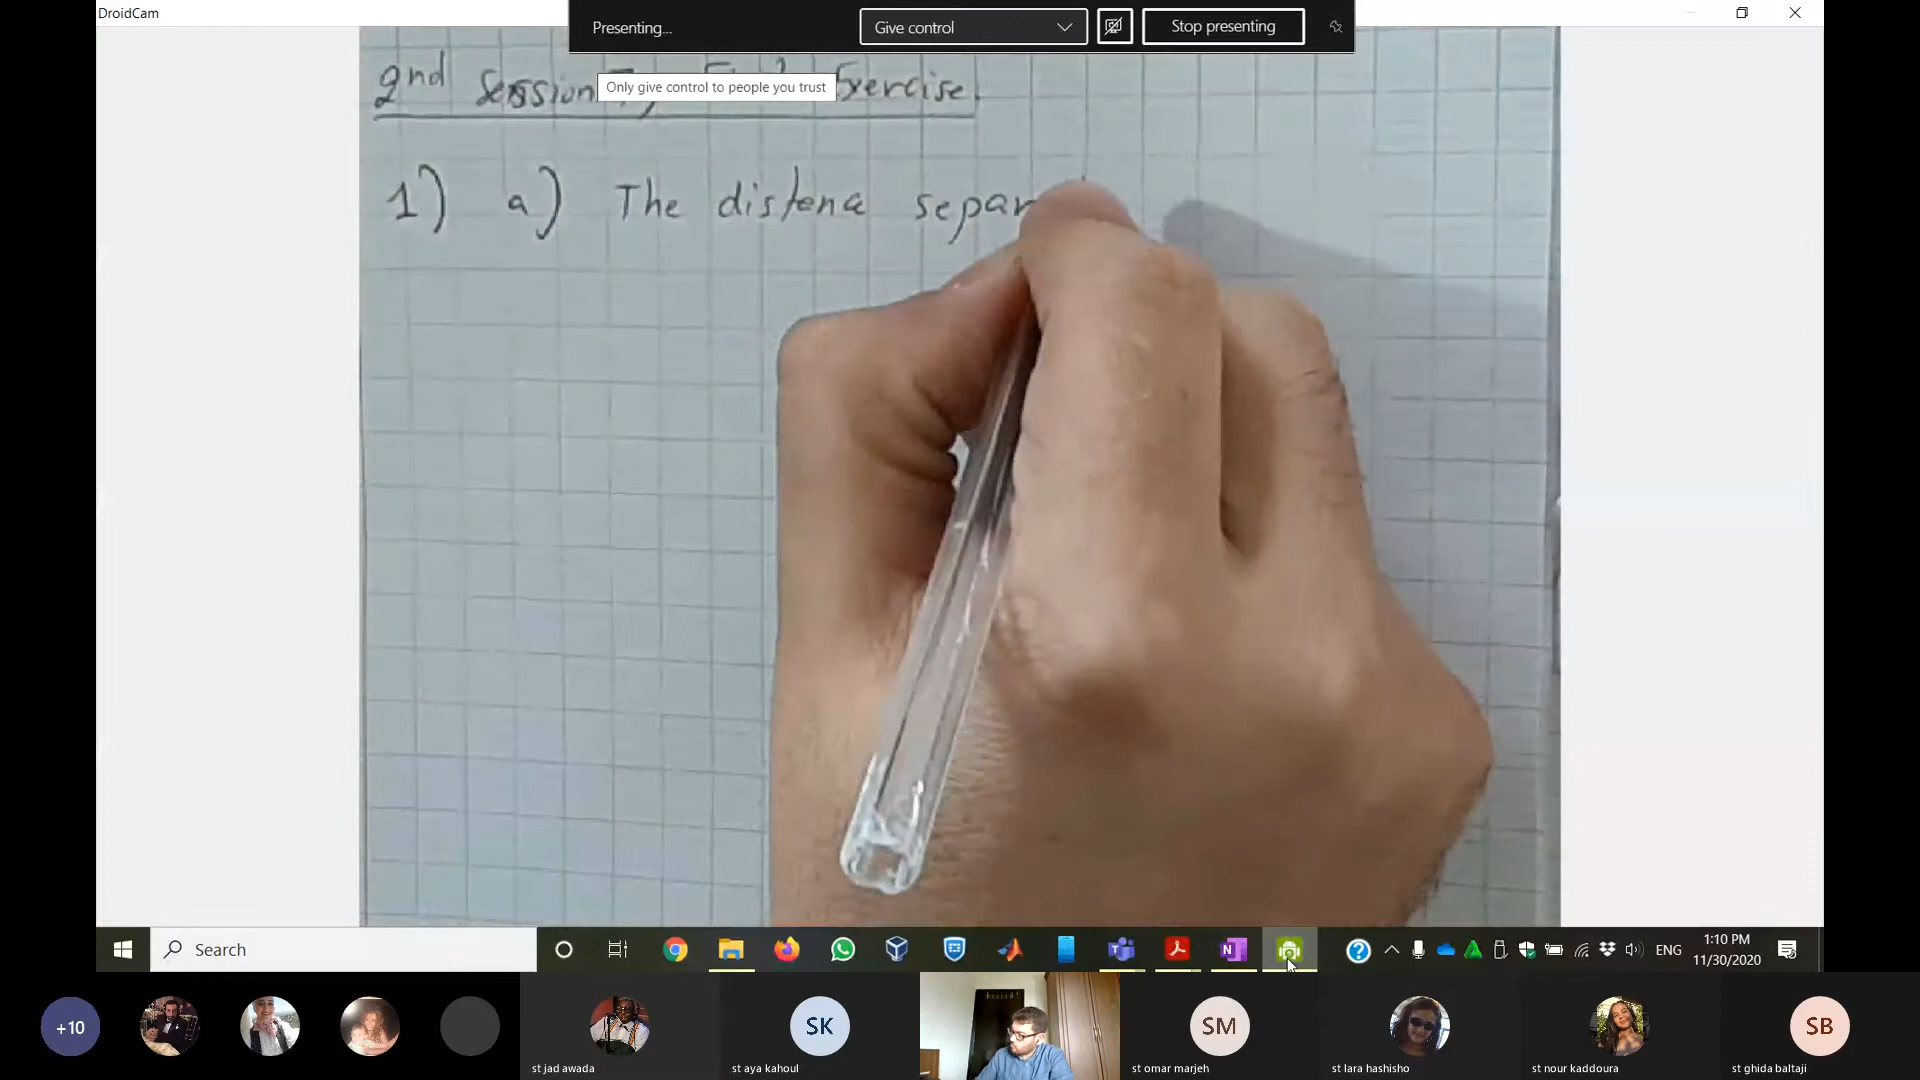 DroidCam
Presenting...
Give control
Stop presenting
2nd Session
Exercise.
Only give control to people you trust
1) a) The distence separ
Search
ENG
1:10 PM
11/30/2020
+10
SK
SM
SB
st jad awada
st aya kahoul
st omar marjeh
st lara hashisho
st nour kaddoura
st ghida baltaji